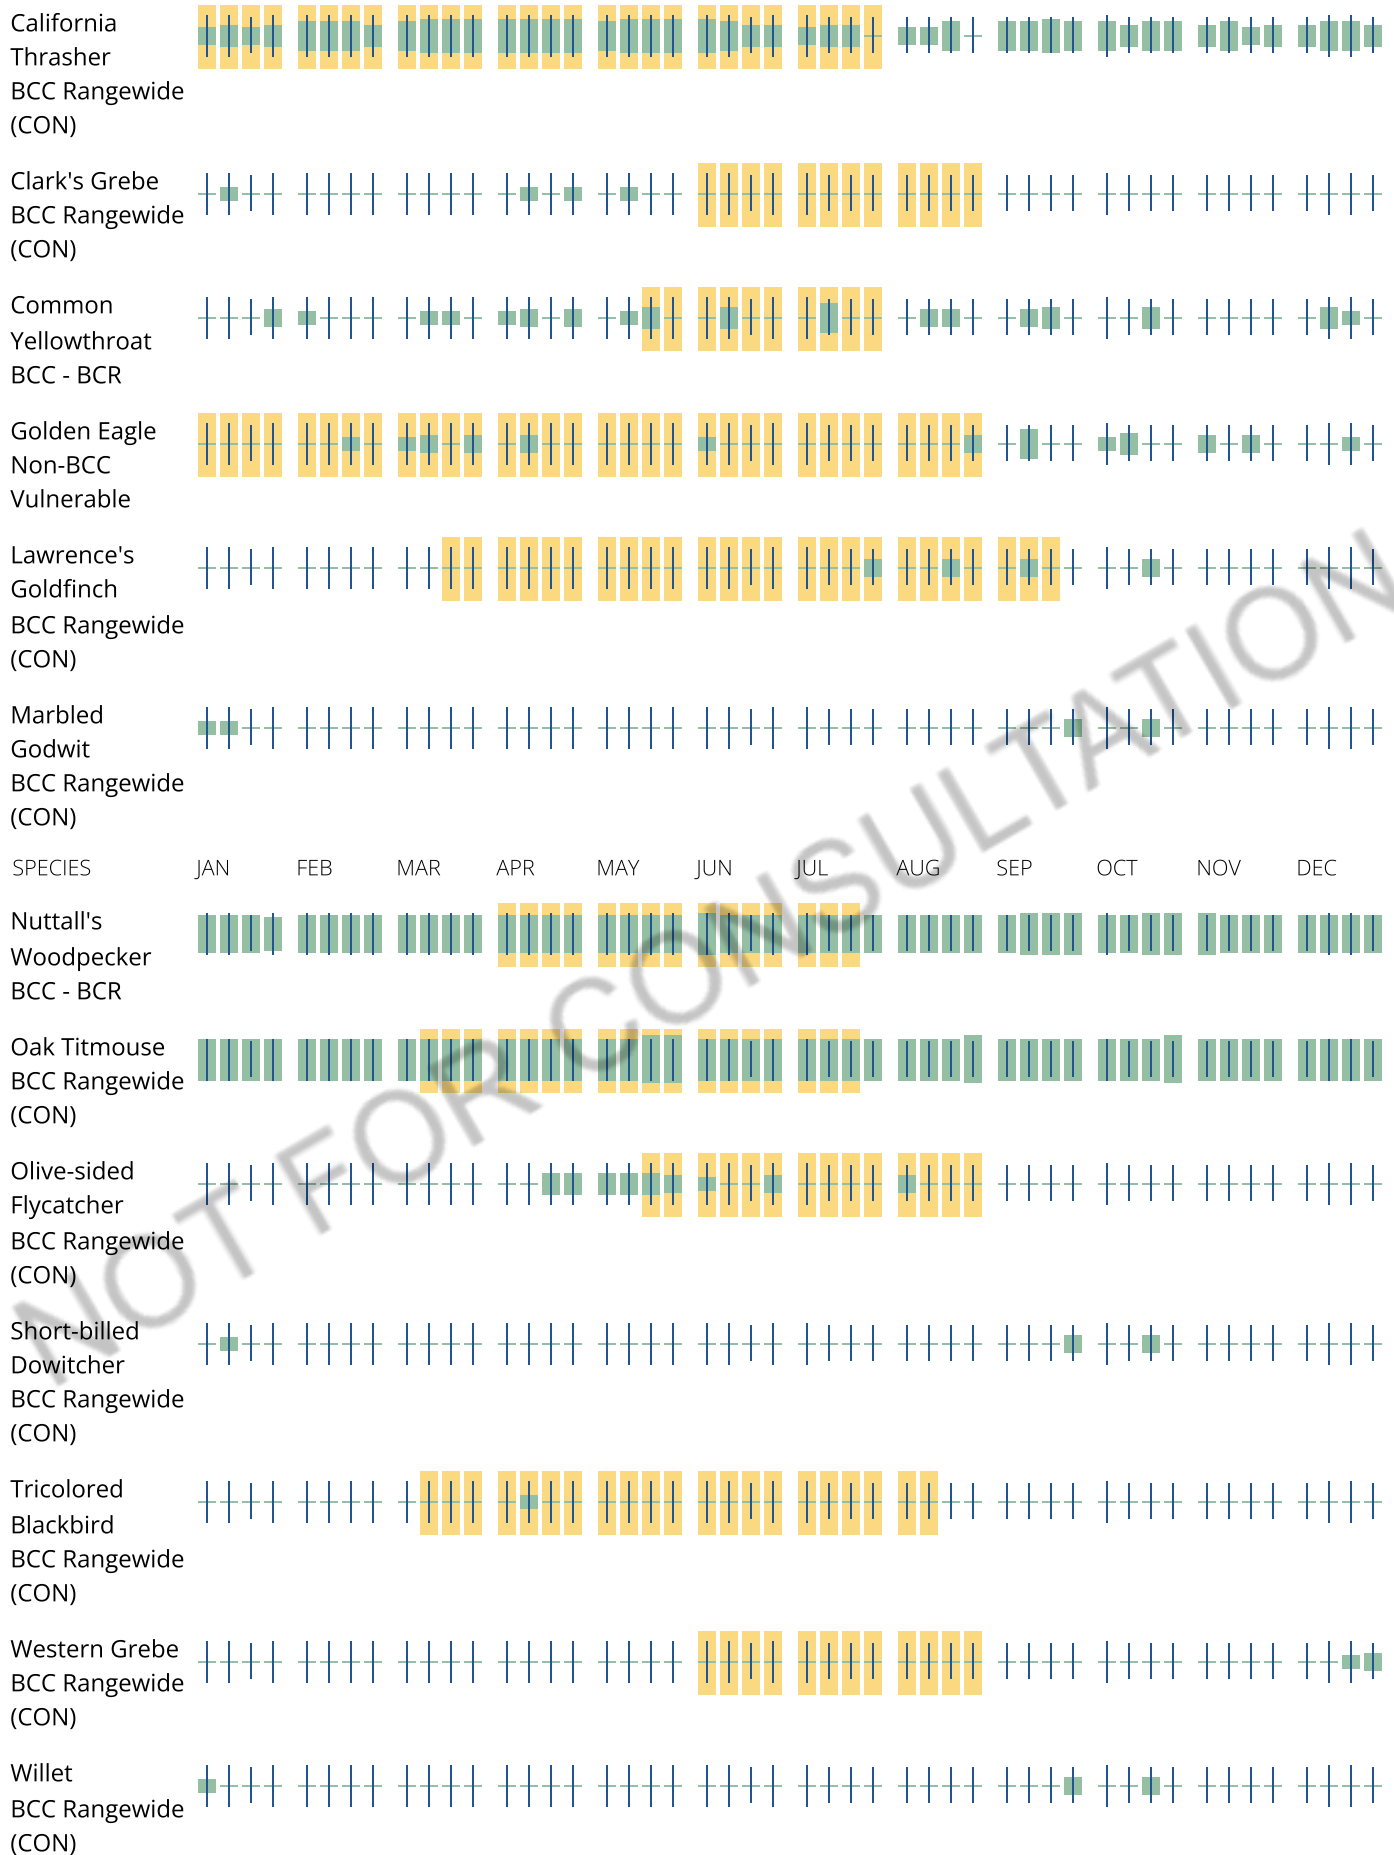 California
Thrasher
BCC Rangewide
(CON)
Clark's Grebe
BCC Rangewide
(CON)
Common
Yellowthroat
BCC - BCR
Golden Eagle
Non-BCC
Vulnerable
Lawrence's
Goldfinch
BCC Rangewide
(CON)
Marbled
Godwit
BCC Rangewide
(CON)
SPECIES JAN FEB MAR APR MAY JUN JUL AUG SEP OCT NOV DEC
Nuttall's
Woodpecker
BCC - BCR
Oak Titmouse
BCC Rangewide
(CON)
Olive-sided
Flycatcher
BCC Rangewide
(CON)
Short-billed
Dowitcher
BCC Rangewide
(CON)
Tricolored
Blackbird
BCC Rangewide
(CON)
Western Grebe
BCC Rangewide
(CON)
Willet
BCC Rangewide
(CON)
NOT FOR CONSULTATION